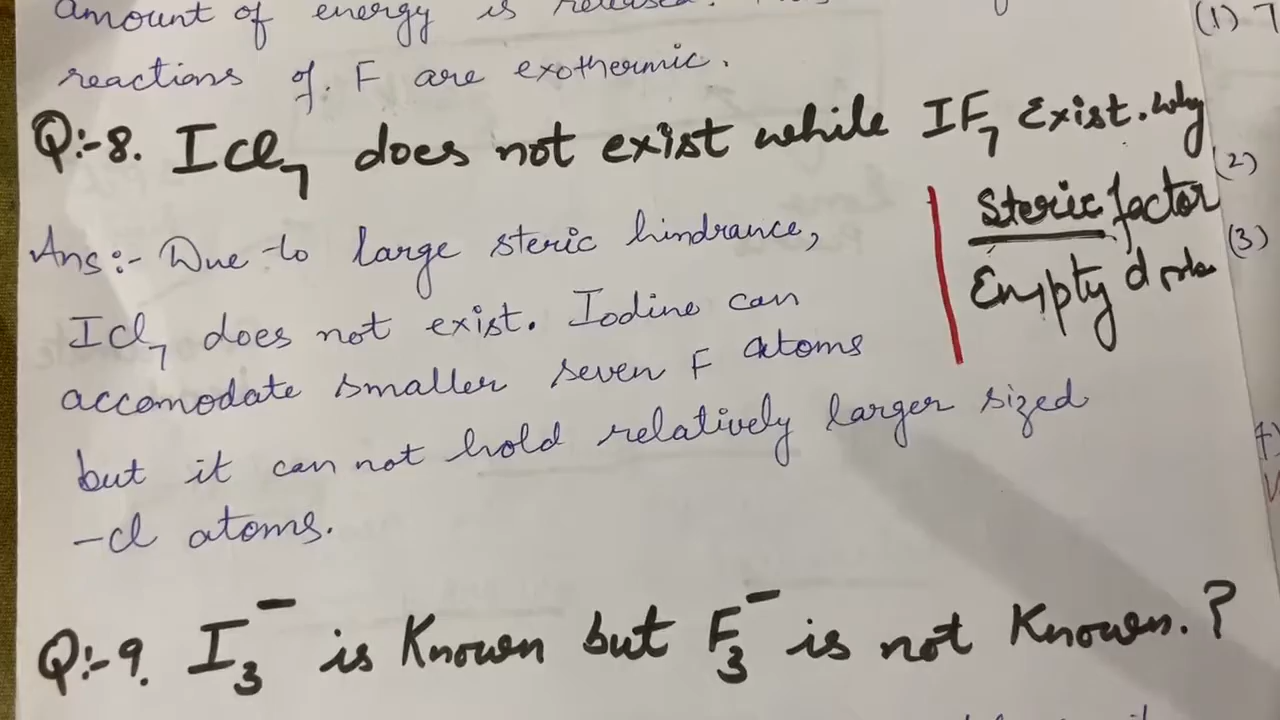 amount of energy is released.
reactions of. F are exothermic.
Q:-8. ICl7 does not exist while IF7 Exist. why
Ans:- Due to large steric hindrance,
ICl7 does not exist. Iodine can
accomodate smaller seven F atoms
but it can not hold relatively larger sized
-cl atoms.
Steric factor
Empty d
Q:-9. I3⁻ is Known but F3⁻ is not Known.?
(1) 7
(2)
(3)